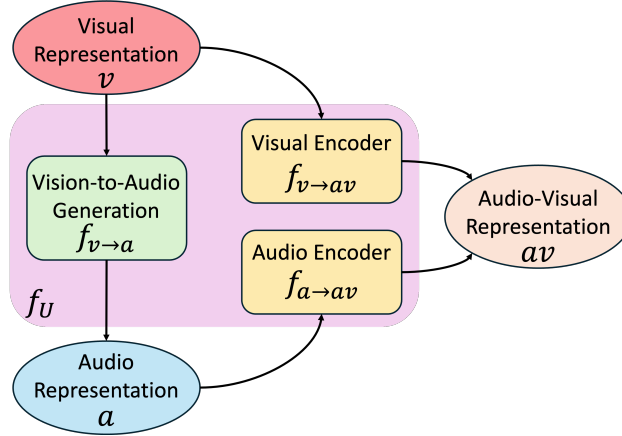 Visual
Representation
v
Vision-to-Audio
Generation
f_{v→a}
Visual Encoder
f_{v→av}
Audio Encoder
f_{a→av}
Audio-Visual
Representation
av
f_U
Audio
Representation
a